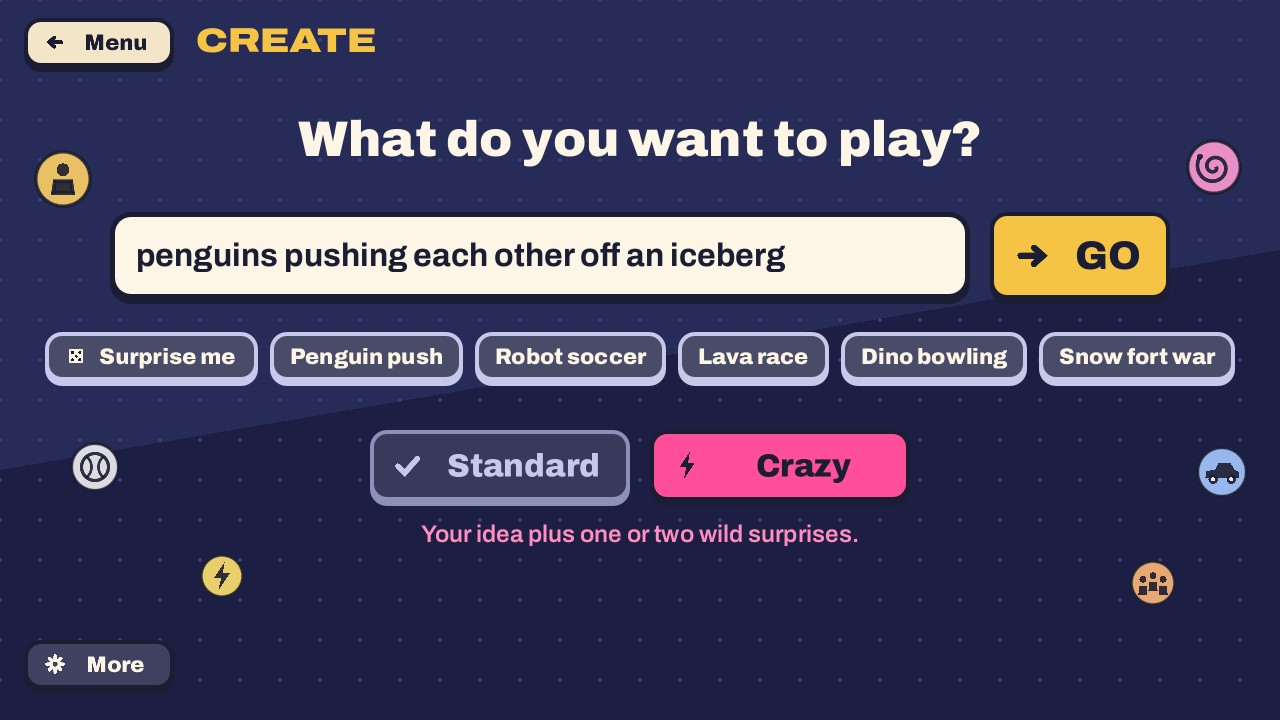 Menu
CREATE
What do you want to play?
penguins pushing each other off an iceberg
GO
Surprise me
Penguin push
Robot soccer
Lava race
Dino bowling
Snow fort war
Standard
Crazy
Your idea plus one or two wild surprises.
More